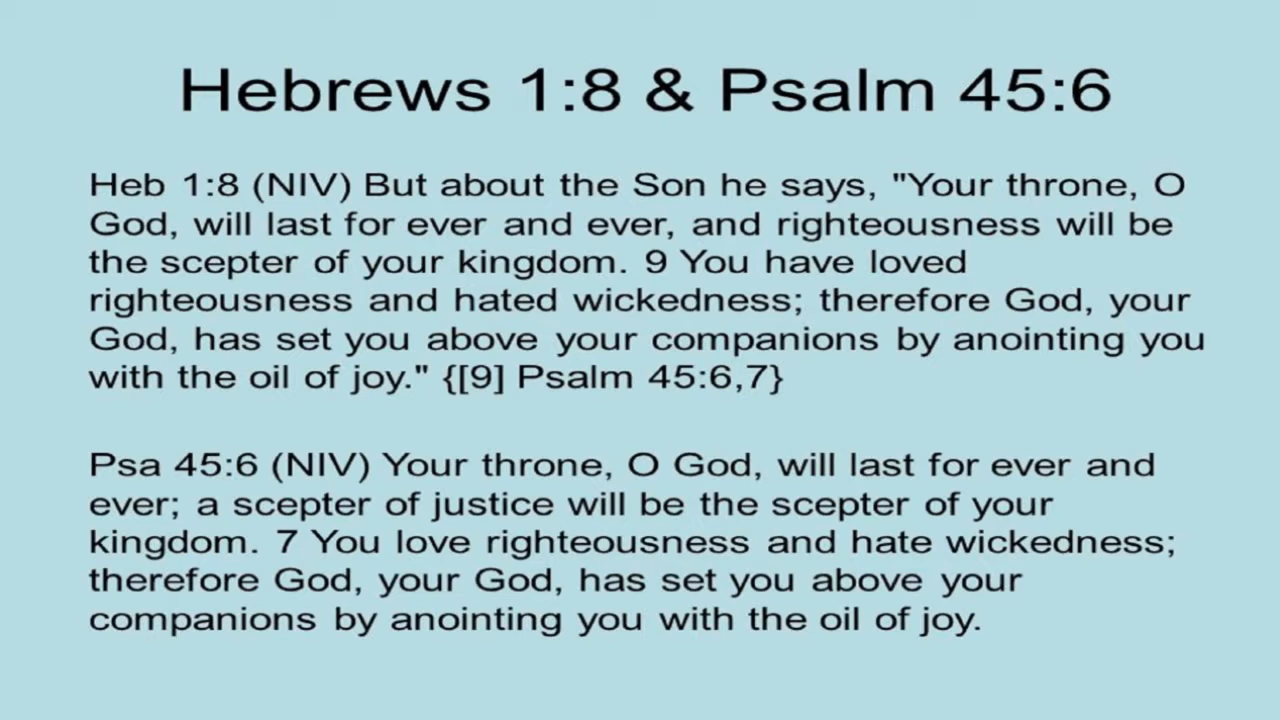 Hebrews 1:8 & Psalm 45:6
Heb 1:8 (NIV) But about the Son he says, "Your throne, O
God, will last for ever and ever, and righteousness will be
the scepter of your kingdom. 9 You have loved
righteousness and hated wickedness; therefore God, your
God, has set you above your companions by anointing you
with the oil of joy." {[9] Psalm 45:6,7}
Psa 45:6 (NIV) Your throne, O God, will last for ever and
ever; a scepter of justice will be the scepter of your
kingdom. 7 You love righteousness and hate wickedness;
therefore God, your God, has set you above your
companions by anointing you with the oil of joy.